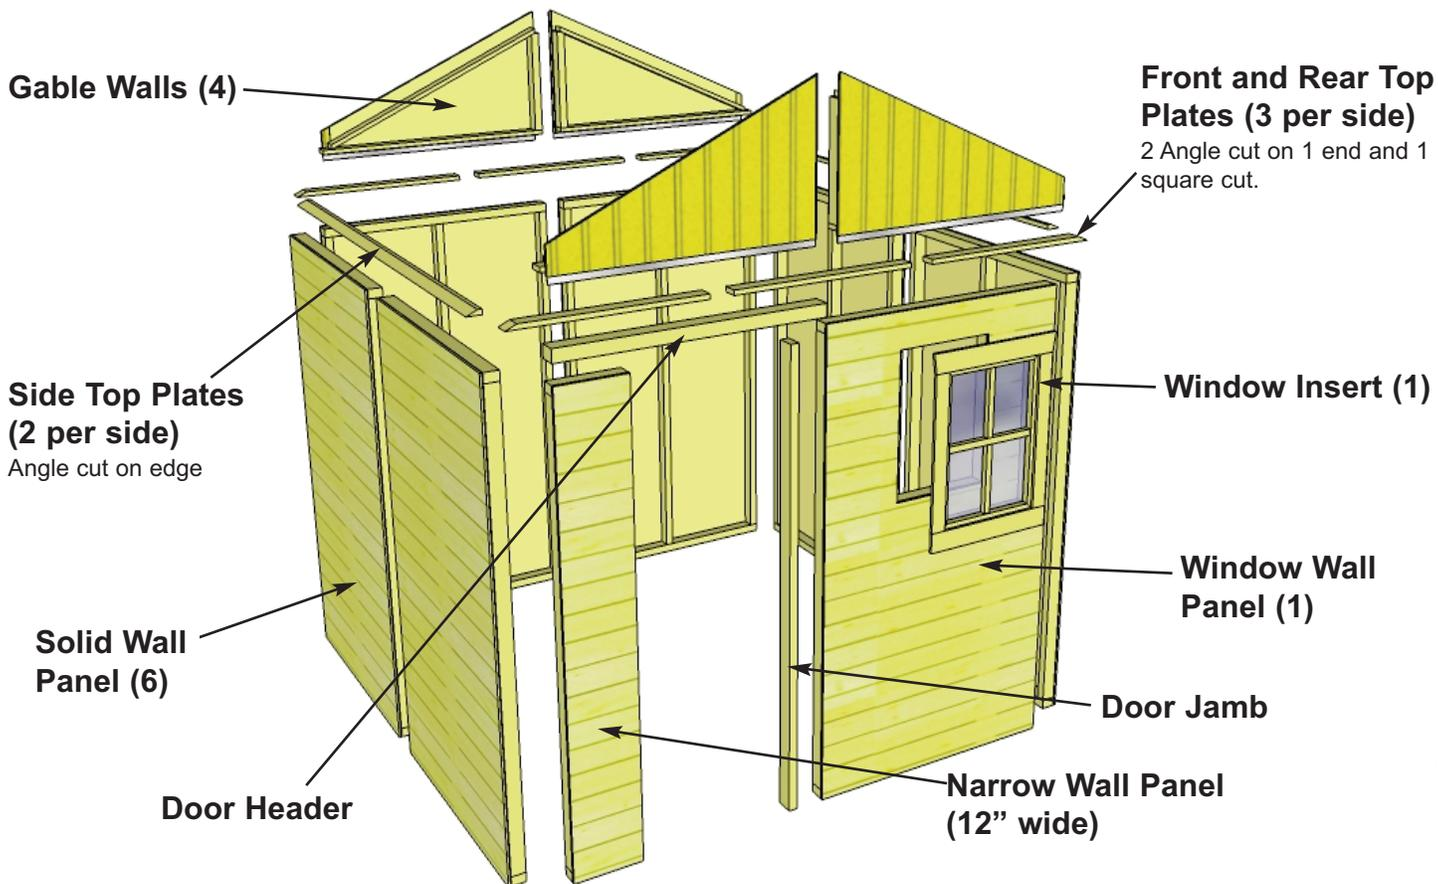 Gable Walls (4)
Front and Rear Top
Plates (3 per side)
2 Angle cut on 1 end and 1
square cut.
Side Top Plates
(2 per side)
Angle cut on edge
Window Insert (1)
Window Wall
Panel (1)
Solid Wall
Panel (6)
Door Jamb
Door Header
Narrow Wall Panel
(12” wide)